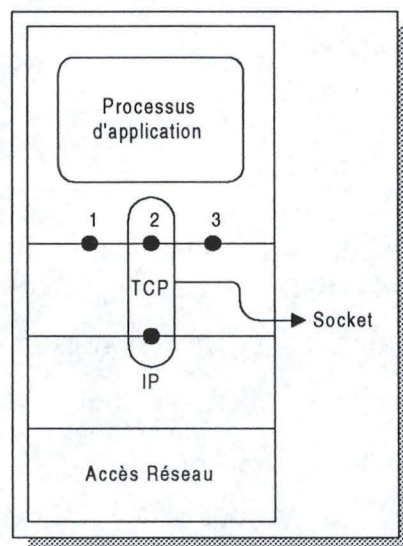 Processus
d'application
1 2 3
TCP
Socket
IP
Accès Réseau